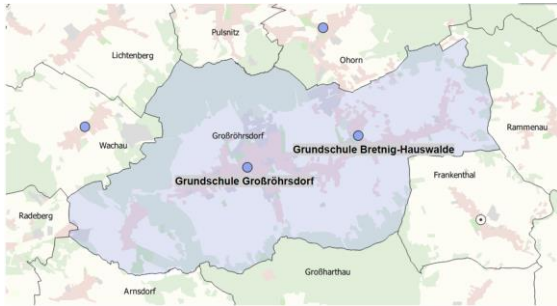 Pulsnitz
Lichtenberg
Ohorn
Großröhrsdorf
Rammenau
Wachau
Grundschule Bretnig-Hauswalde
Grundschule Großröhrsdorf
Frankenthal
Radeberg
Großharthau
Arnsdorf